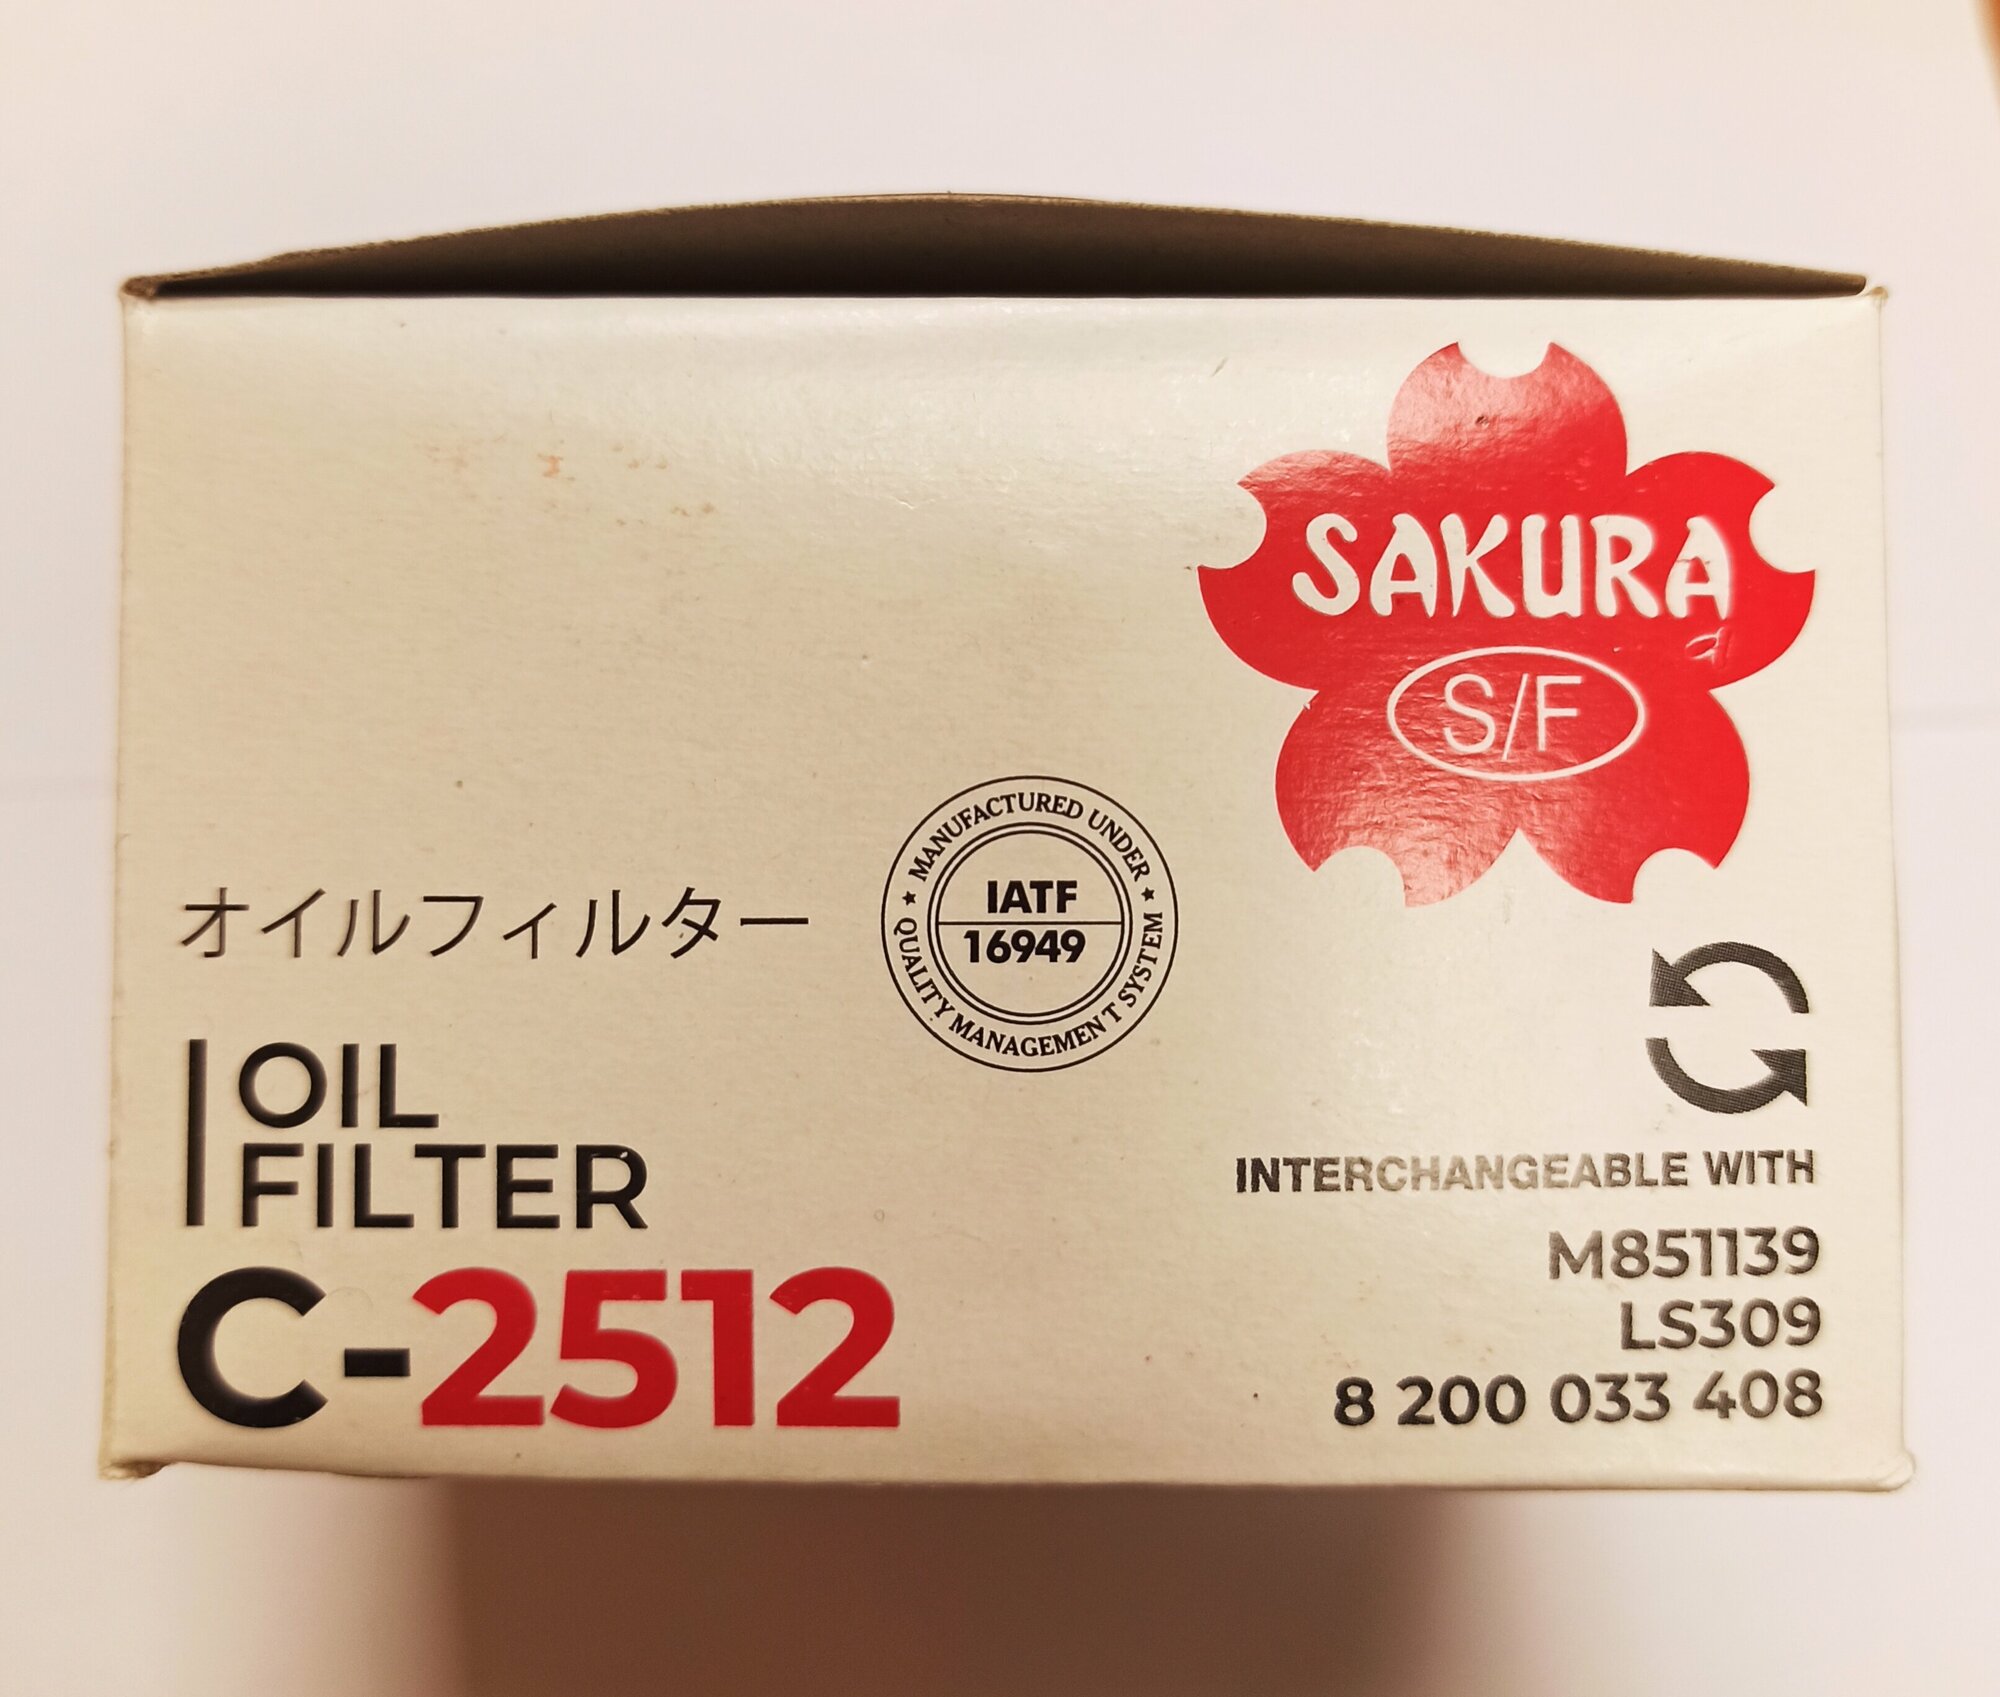 SAKURA
S/F
オイルフィルター
MANUFACTURED UNDER
IATF
16949
QUALITY MANAGEMENT SYSTEM
OIL
FILTER
C-2512
INTERCHANGEABLE WITH
M851139
LS309
8 200 033 408